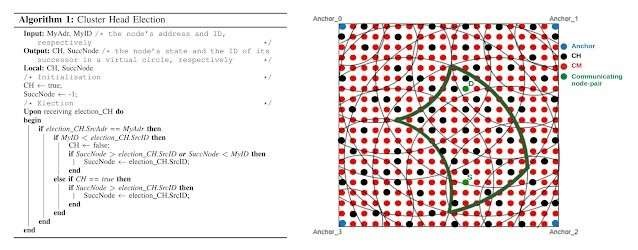 Algorithm 1: Cluster Head Election
Input: MyAdr, MyID /* the node's address and ID,
respectively */
Output: CH, SuccNode /* the node's state and the ID of its
successor in a virtual circle, respectively */
Local: CH, SuccNode
/* Initialisation */
CH ← true;
SuccNode ← -1;
/* Election */
Upon receiving election_CH do
begin
if election_CH.SrcAdr == MyAdr then
if MyID < election_CH.SrcID then
CH ← false;
if SuccNode > election_CH.SrcID or SuccNode < MyID then
SuccNode ← election_CH.SrcID;
end
else if CH == true then
if SuccNode > election_CH.SrcID then
SuccNode ← election_CH.SrcID;
end
end
end
end
Anchor_0
Anchor_1
Anchor
CH
CM
Communicating
node-pair
D
S
Anchor_3
Anchor_2